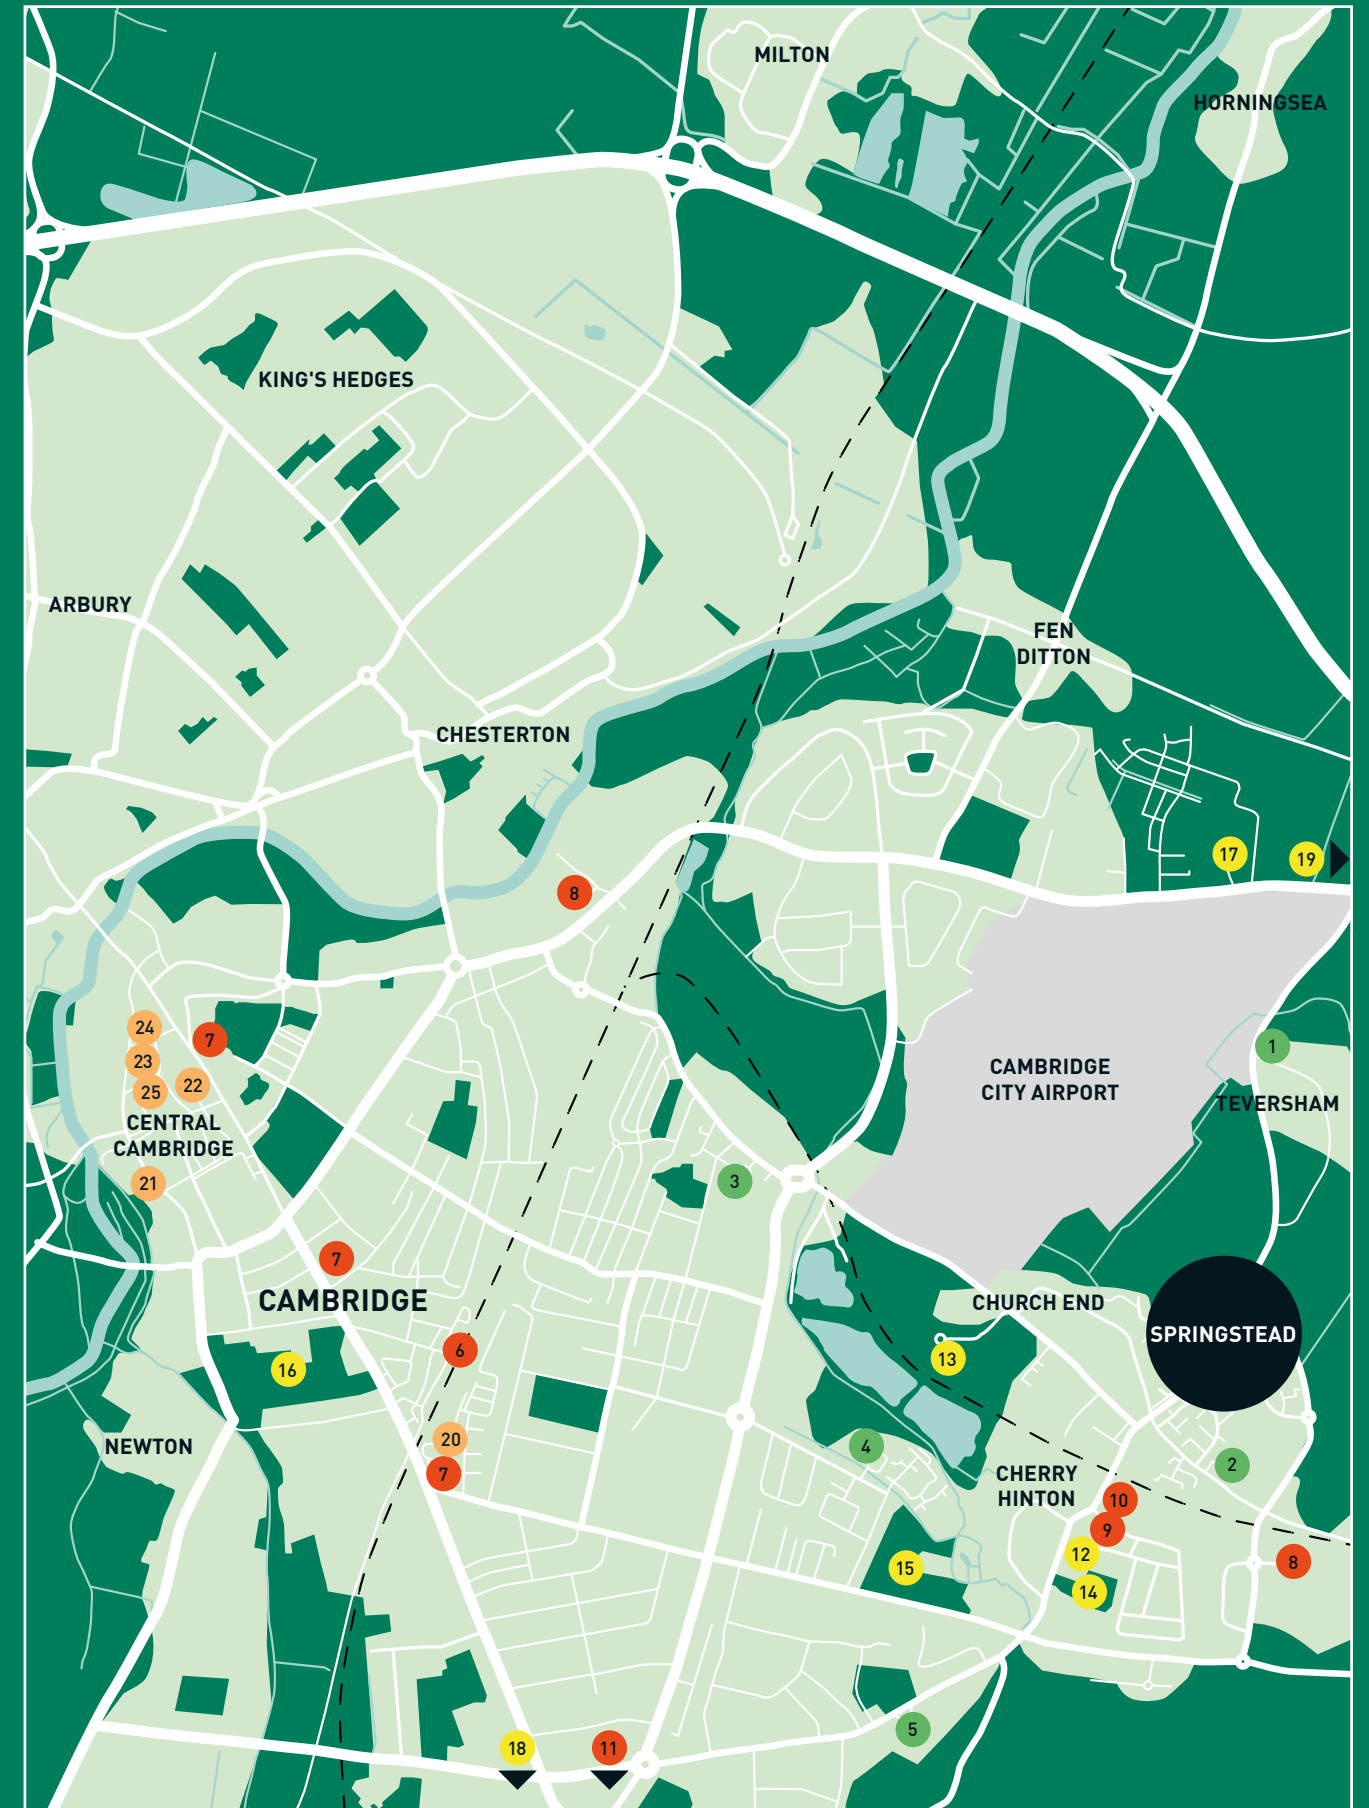 MILTON
HORNINGSEA
KING'S HEDGES
ARBURY
FEN
DITTON
CHESTERTON
17
19
8
24
7
23
25
22
CENTRAL
CAMBRIDGE
21
CAMBRIDGE
CITY AIRPORT
1
TEVERSHAM
3
7
CAMBRIDGE
CHURCH END
SPRINGSTEAD
6
13
16
20
NEWTON
7
4
2
CHERRY
HINTON
10
9
12
8
15
14
5
18
11